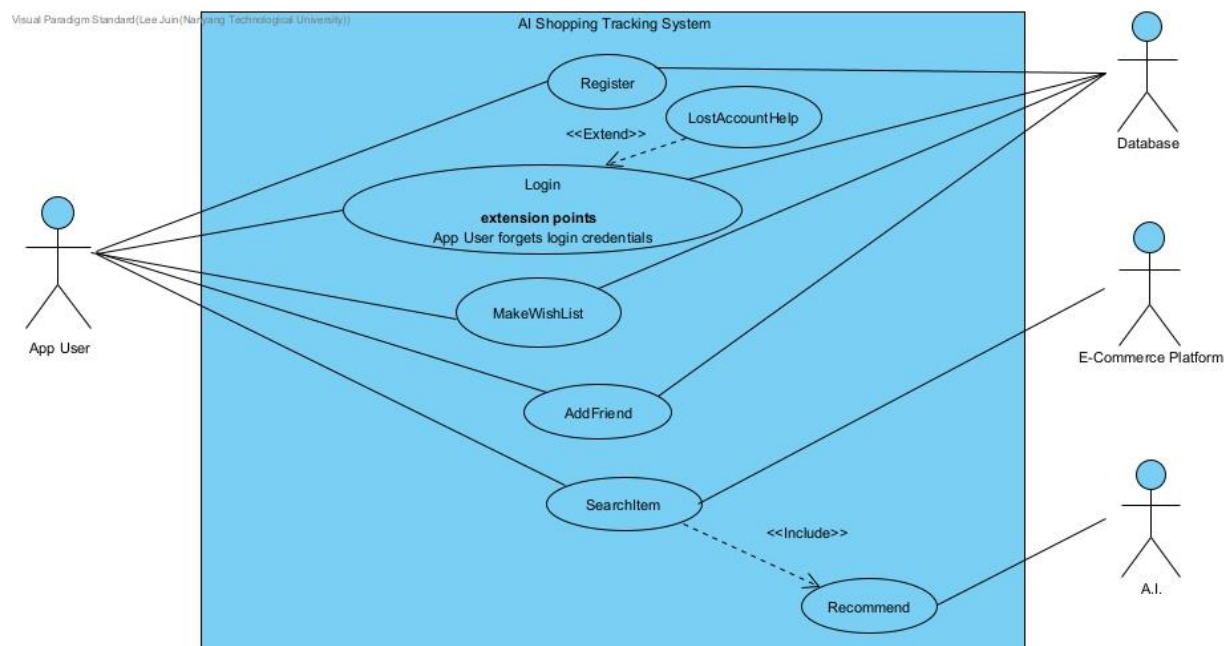 Visual Paradigm Standard(Lee Juin(Nanyang Technological University))
AI Shopping Tracking System
Register
LostAccountHelp
<<Extend>>
Database
Login
extension points
App User forgets login credentials
MakeWishList
App User
E-Commerce Platform
AddFriend
SearchItem
<<Include>>
A.I.
Recommend